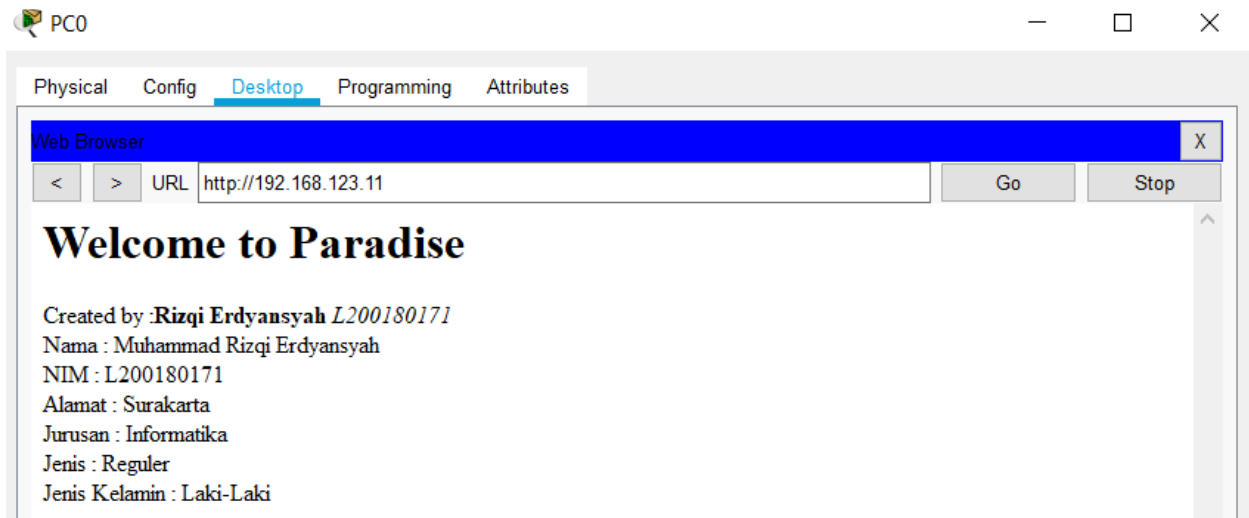 PC0
Physical Config Desktop Programming Attributes
Web Browser X
< > URL http://192.168.123.11 Go Stop
Welcome to Paradise
Created by :Rizqi Erdyansyah L200180171
Nama : Muhammad Rizqi Erdyansyah
NIM : L200180171
Alamat : Surakarta
Jurusan : Informatika
Jenis : Reguler
Jenis Kelamin : Laki-Laki